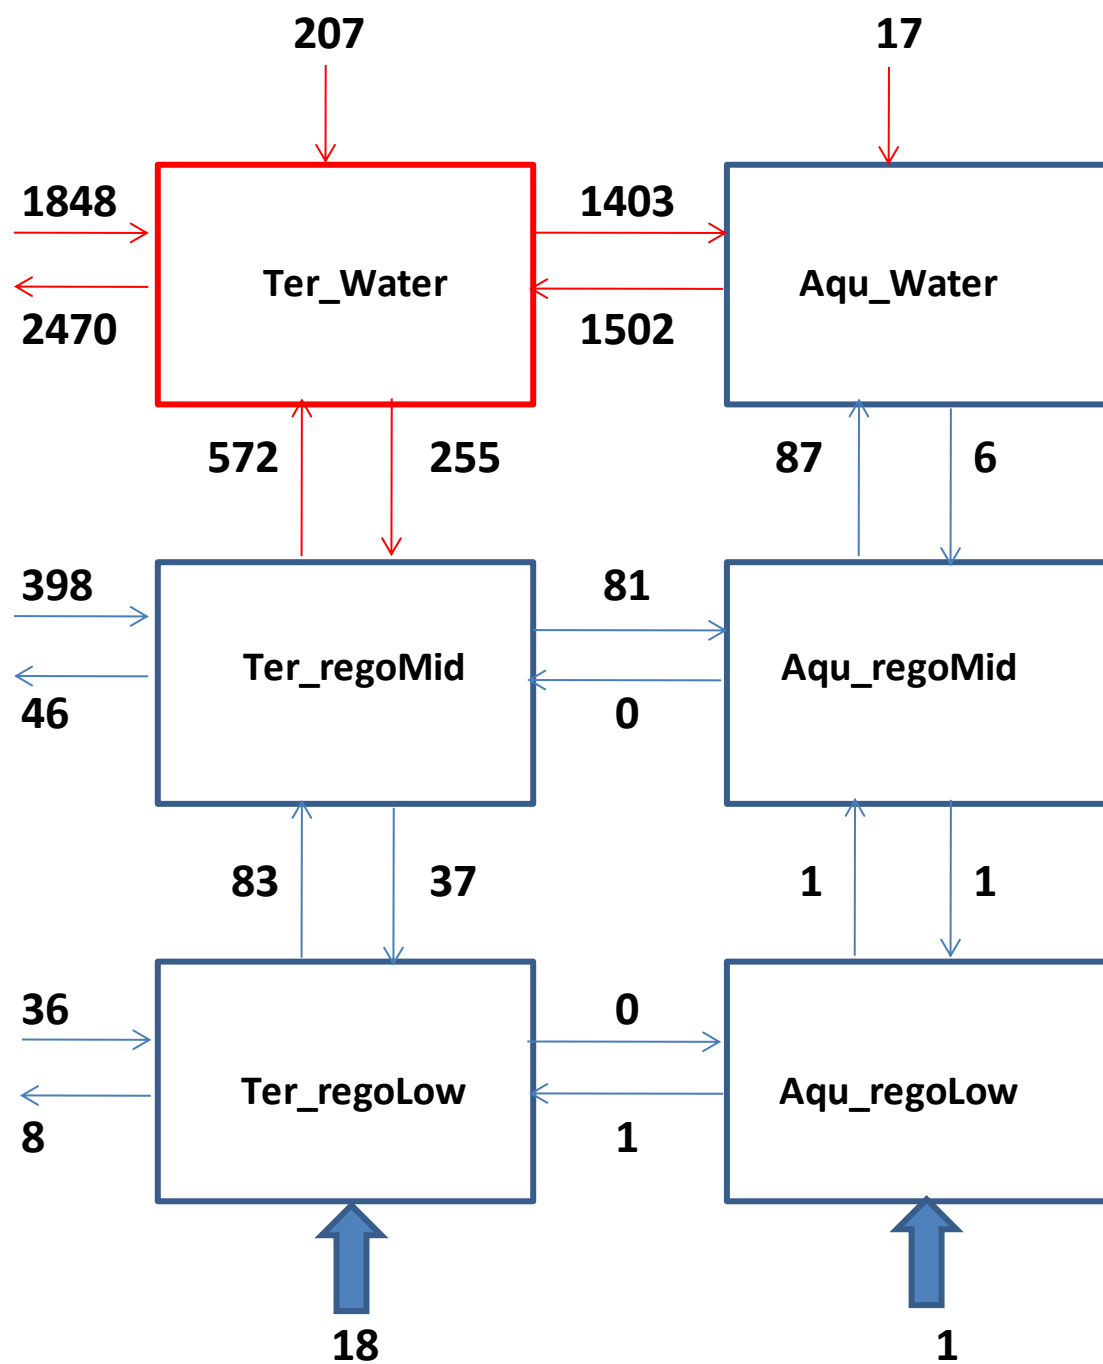 207 17
1848 1403
Ter_Water Aqu_Water
2470 1502
572 255 87 6
398 81
Ter_regoMid Aqu_regoMid
46 0
83 37 1 1
36 0
Ter_regoLow Aqu_regoLow
8 1
18 1